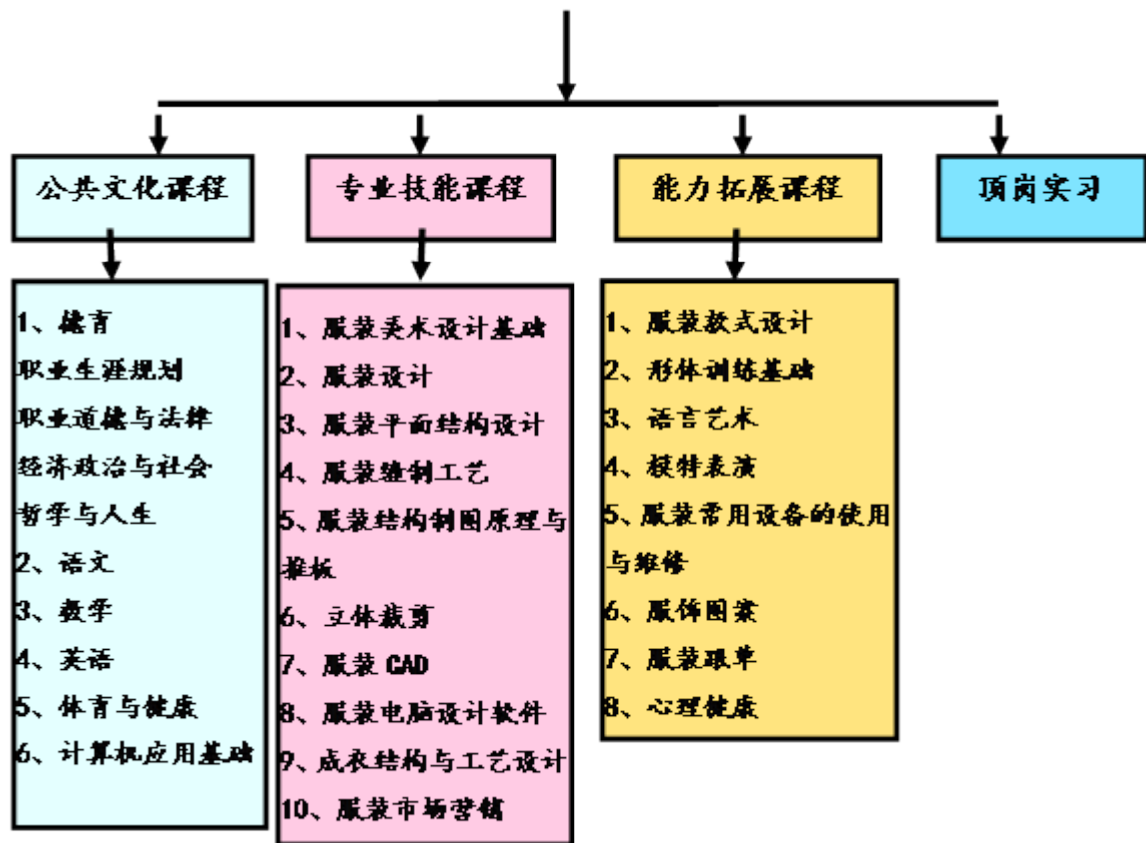 公共文化课程
专业技能课程
能力拓展课程
顶岗实习
1、德育
职业生涯规划
职业道德与法律
经济政治与社会
哲学与人生
2、语文
3、数学
4、英语
5、体育与健康
6、计算机应用基础
1、服装美术设计基础
2、服装设计
3、服装平面结构设计
4、服装缝制工艺
5、服装结构制图原理与
推板
6、立体裁剪
7、服装 CAD
8、服装电脑设计软件
9、成衣结构与工艺设计
10、服装市场营销
1、服装款式设计
2、形体训练基础
3、语言艺术
4、模特表演
5、服装常用设备的使用
与维修
6、服饰图案
7、服装跟单
8、心理健康